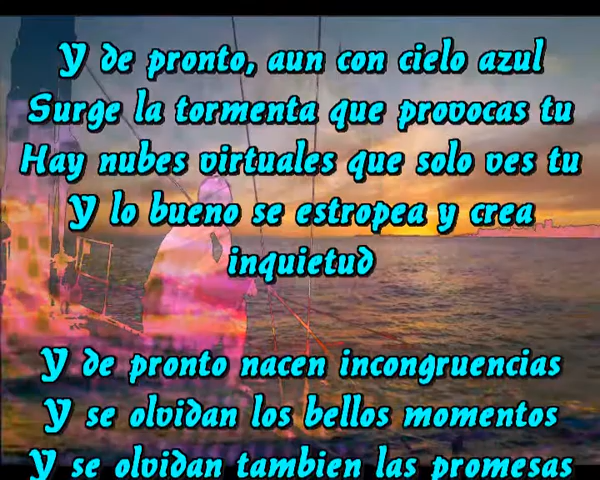 Y de pronto, aun con cielo azul
Surge la tormenta que provocas tu
Hay nubes virtuales que solo ves tu
Y lo bueno se estropea y crea
inquietud
Y de pronto nacen incongruencias
Y se olvidan los bellos momentos
Y se olvidan tambien las promesas